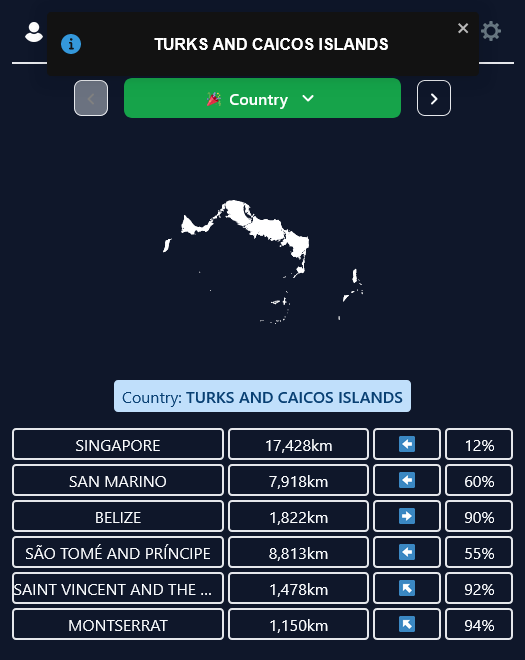 TURKS AND CAICOS ISLANDS
Country
Country: TURKS AND CAICOS ISLANDS
SINGAPORE 17,428km ⬅️ 12%
SAN MARINO 7,918km ⬅️ 60%
BELIZE 1,822km ➡️ 90%
SÃO TOMÉ AND PRÍNCIPE 8,813km ⬅️ 55%
SAINT VINCENT AND THE ... 1,478km ↖️ 92%
MONTSERRAT 1,150km ↖️ 94%